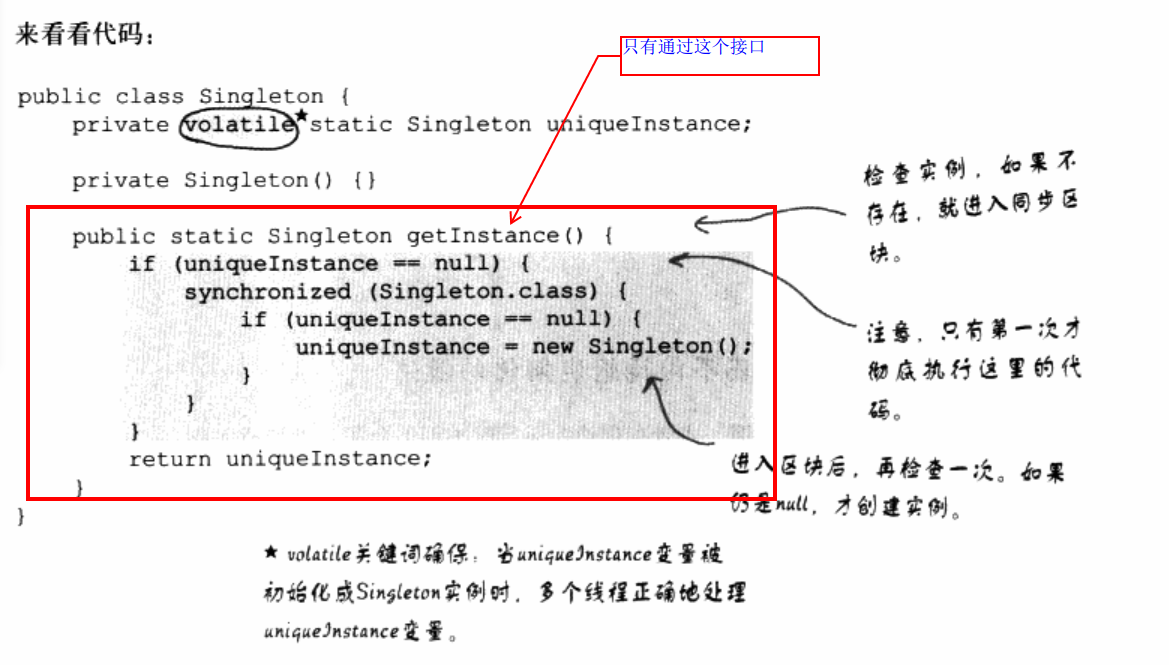 来看看代码：
只有通过这个接口
public class Singleton {
private volatile★static Singleton uniqueInstance;
private Singleton() {}
public static Singleton getInstance() {
if (uniqueInstance == null) {
synchronized (Singleton.class) {
if (uniqueInstance == null) {
uniqueInstance = new Singleton();
}
}
}
return uniqueInstance;
}
}
检查实例，如果不
存在，就进入同步区
块。
注意，只有第一次才
彻底执行这里的代
码。
进入区块后，再检查一次。如果
仍是null，才创建实例。
★ volatile关键词确保：当uniqueInstance变量被
初始化成Singleton实例时，多个线程正确地处理
uniqueInstance变量。